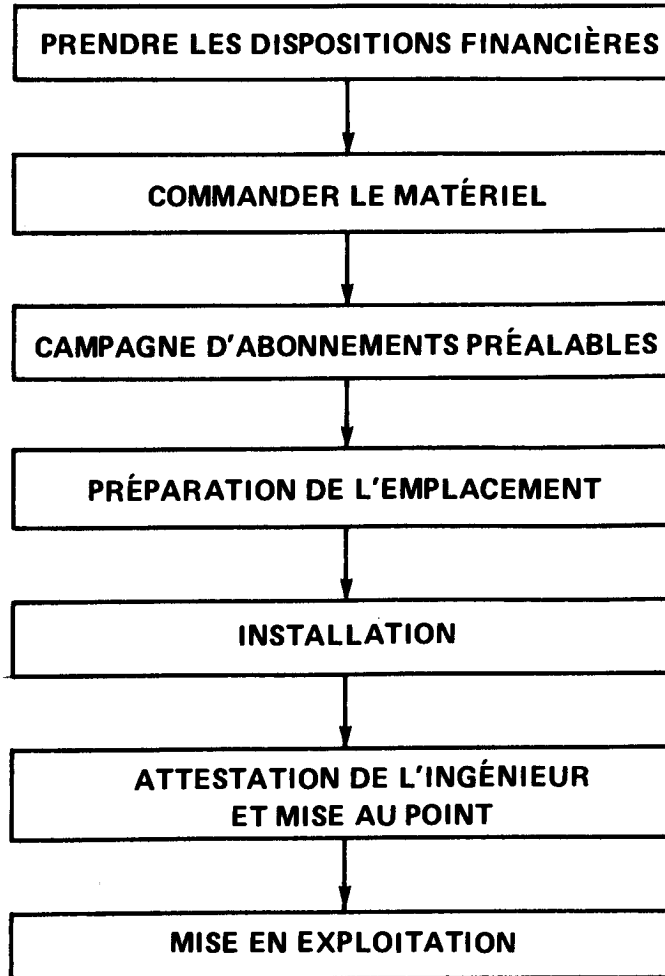 PRENDRE LES DISPOSITIONS FINANCIÈRES
COMMANDER LE MATÉRIEL
CAMPAGNE D'ABONNEMENTS PRÉALABLES
PRÉPARATION DE L'EMPLACEMENT
INSTALLATION
ATTESTATION DE L'INGÉNIEUR
ET MISE AU POINT
MISE EN EXPLOITATION